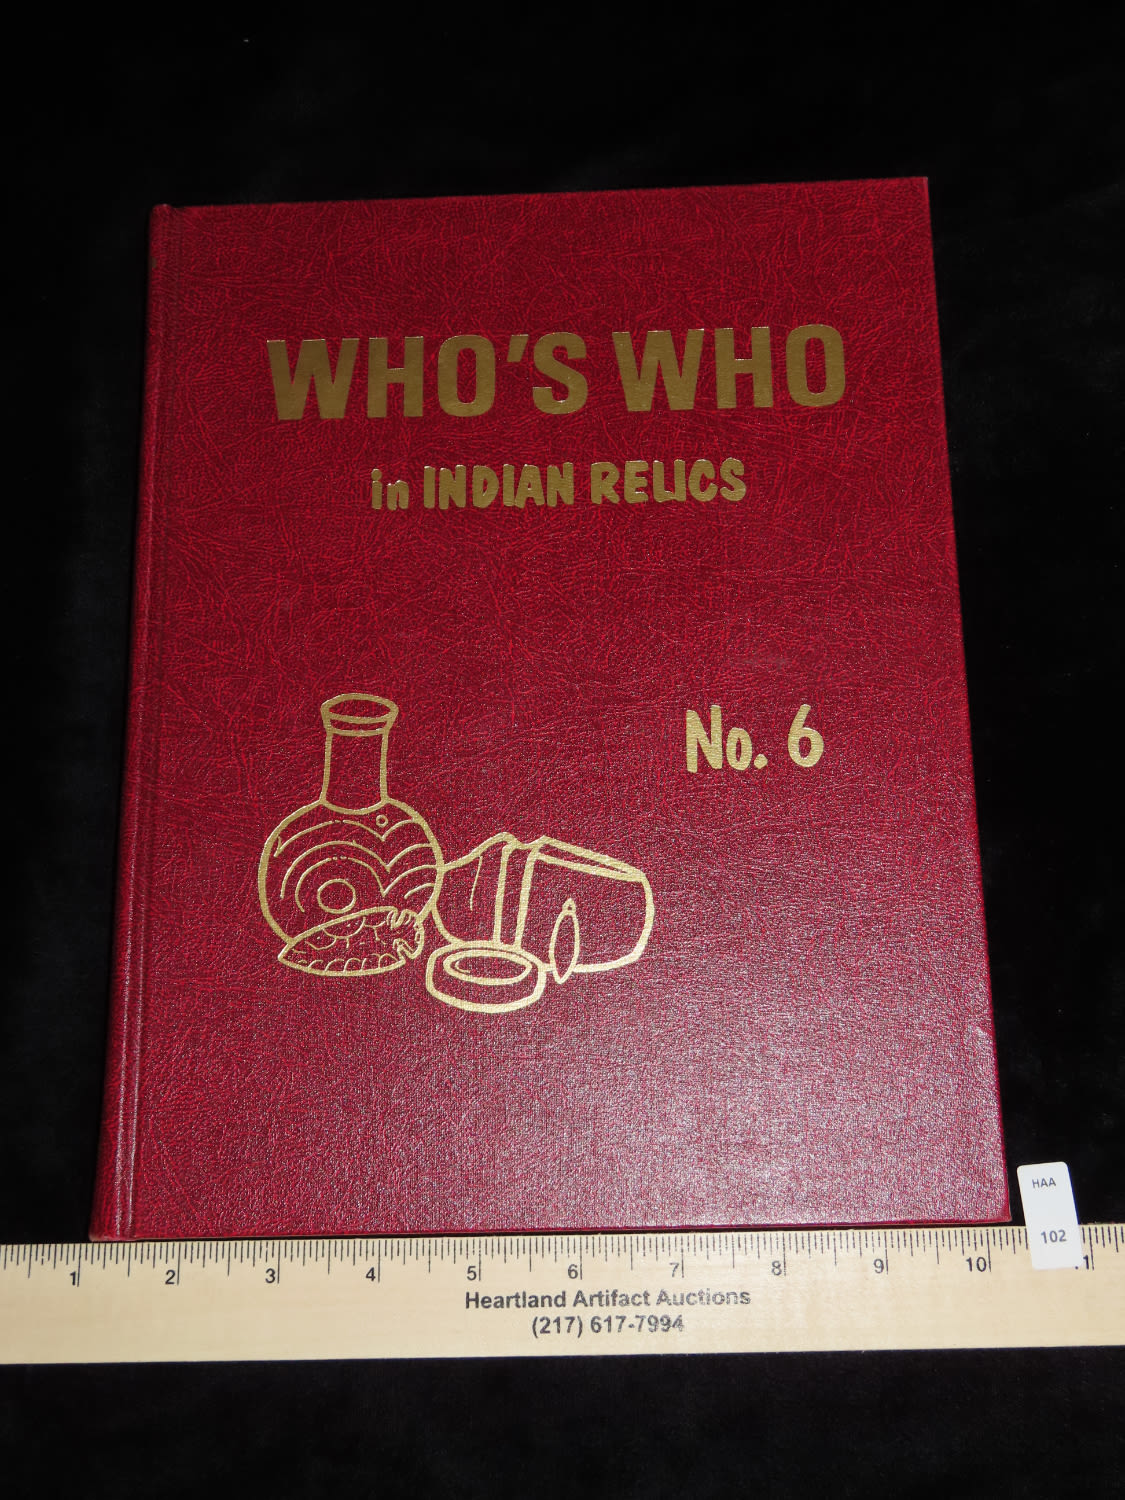 WHO'S WHO
in INDIAN RELICS
No. 6
HAA
102
1 2 3 4 5 6 7 8 9 10 11
Heartland Artifact Auctions
(217) 617-7994